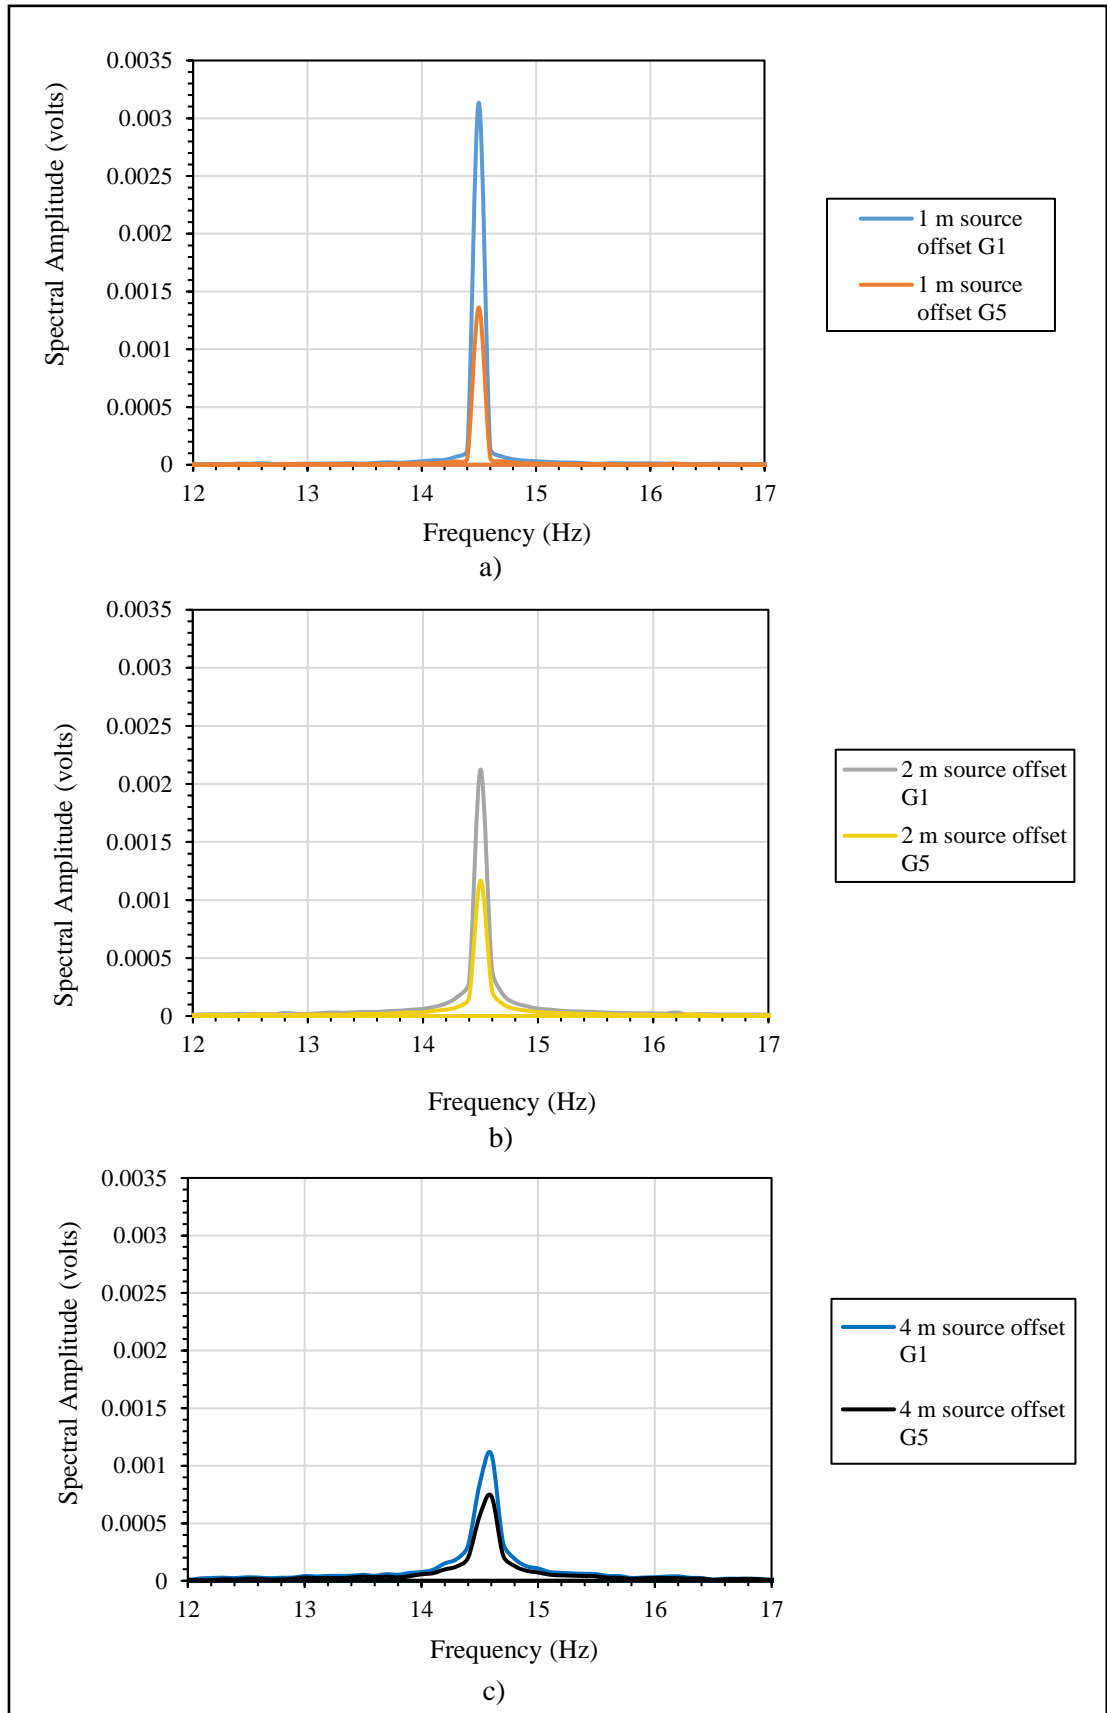 0.0035
0.003
0.0025
0.002
0.0015
0.001
0.0005
0
Spectral Amplitude (volts)
12 13 14 15 16 17
Frequency (Hz)
a)
1 m source
offset G1
1 m source
offset G5
0.0035
0.003
0.0025
0.002
0.0015
0.001
0.0005
0
Spectral Amplitude (volts)
12 13 14 15 16 17
Frequency (Hz)
b)
2 m source offset
G1
2 m source offset
G5
0.0035
0.003
0.0025
0.002
0.0015
0.001
0.0005
0
Spectral Amplitude (volts)
12 13 14 15 16 17
Frequency (Hz)
c)
4 m source offset
G1
4 m source offset
G5